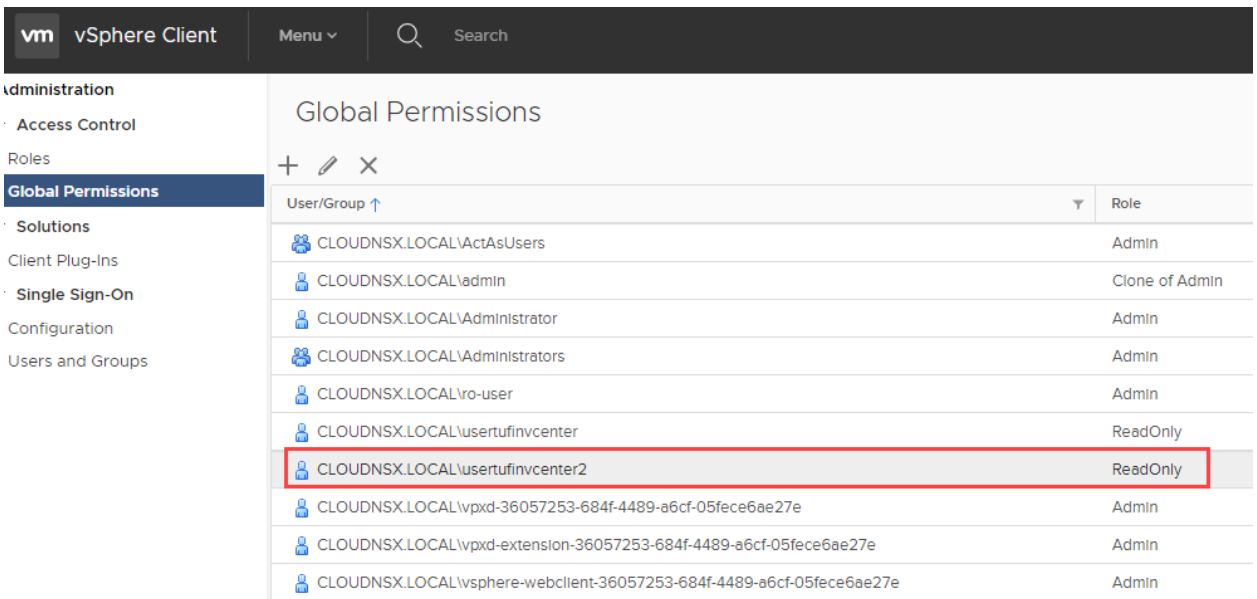 vm vSphere Client Menu Search
Administration
Access Control
Roles
Global Permissions
Solutions
Client Plug-Ins
Single Sign-On
Configuration
Users and Groups
Global Permissions
User/Group Role
CLOUDNSX.LOCAL\ActAsUsers Admin
CLOUDNSX.LOCAL\admin Clone of Admin
CLOUDNSX.LOCAL\Administrator Admin
CLOUDNSX.LOCAL\Administrators Admin
CLOUDNSX.LOCAL\ro-user Admin
CLOUDNSX.LOCAL\usertufinvcenter ReadOnly
CLOUDNSX.LOCAL\usertufinvcenter2 ReadOnly
CLOUDNSX.LOCAL\vpxd-36057253-684f-4489-a6cf-05fece6ae27e Admin
CLOUDNSX.LOCAL\vpxd-extension-36057253-684f-4489-a6cf-05fece6ae27e Admin
CLOUDNSX.LOCAL\vsphere-webclient-36057253-684f-4489-a6cf-05fece6ae27e Admin